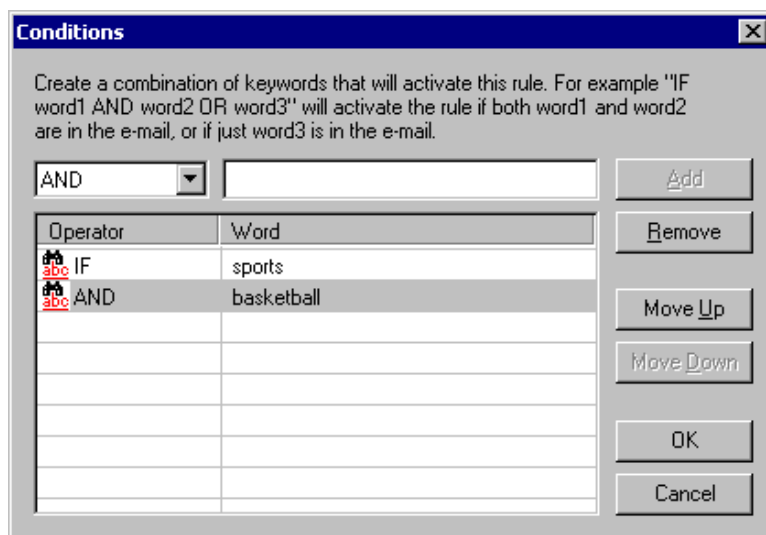 Conditions
Create a combination of keywords that will activate this rule. For example "IF
word1 AND word2 OR word3" will activate the rule if both word1 and word2
are in the e-mail, or if just word3 is in the e-mail.
AND
Add
Operator Word
Remove
abc IF sports
abc AND basketball
Move Up
Move Down
OK
Cancel